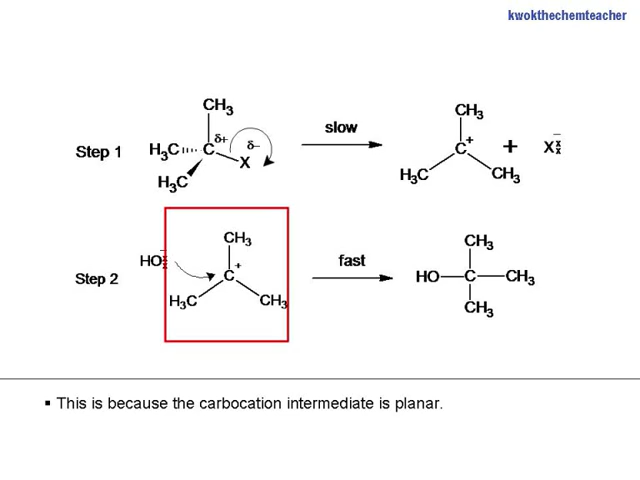 kwokthechemteacher
Step 1
CH₃
H₃C C δ+ δ− X
H₃C
slow
CH₃
C+
H₃C CH₃
+ X−
Step 2
HO−
CH₃
C+
H₃C CH₃
fast
CH₃
HO C CH₃
CH₃
▪ This is because the carbocation intermediate is planar.